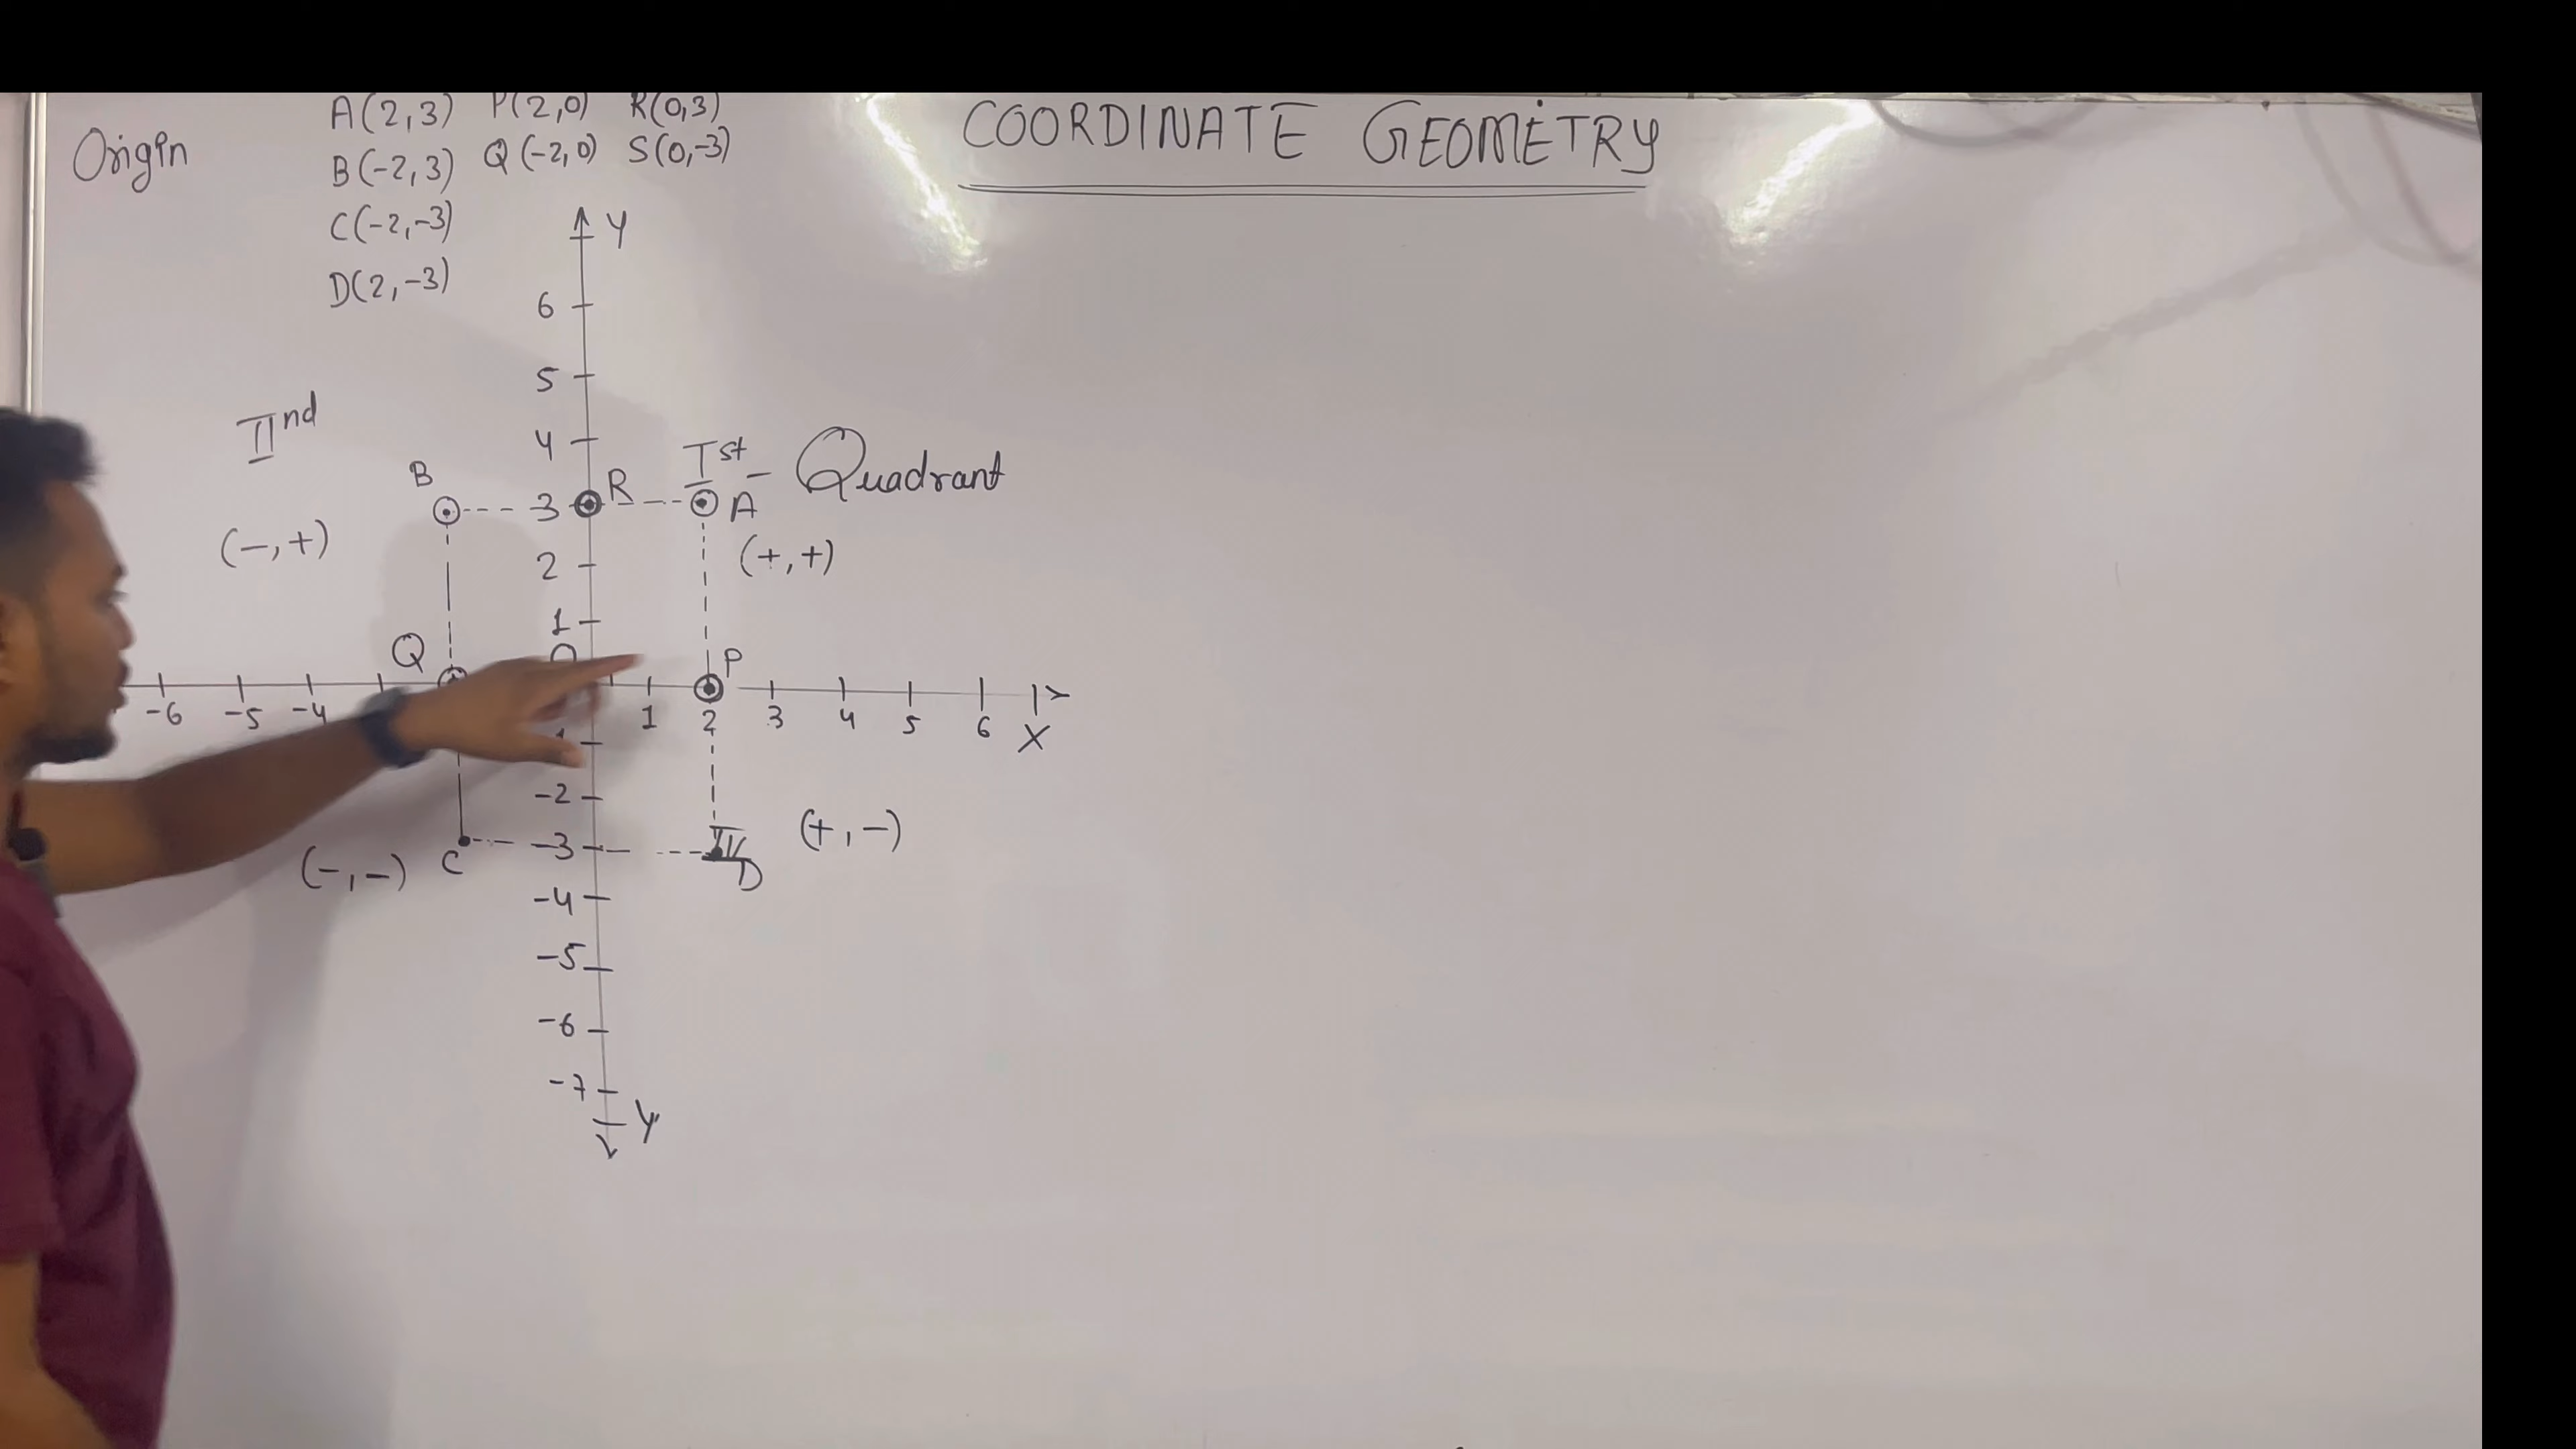 COORDINATE GEOMETRY
Origin
A(2,3) P(2,0) R(0,3)
B(-2,3) Q(-2,0) S(0,-3)
C(-2,-3)
D(2,-3)
Y
6
5
IInd
4
Ist - Quadrant
B
3 R A
(-,+)
2
(+,+)
1
Q
P
-6 -5 -4 1 2 3 4 5 6
X
-2
(+,-)
IV
-3
(-,-) C D
-4
-5
-6
-7
Y